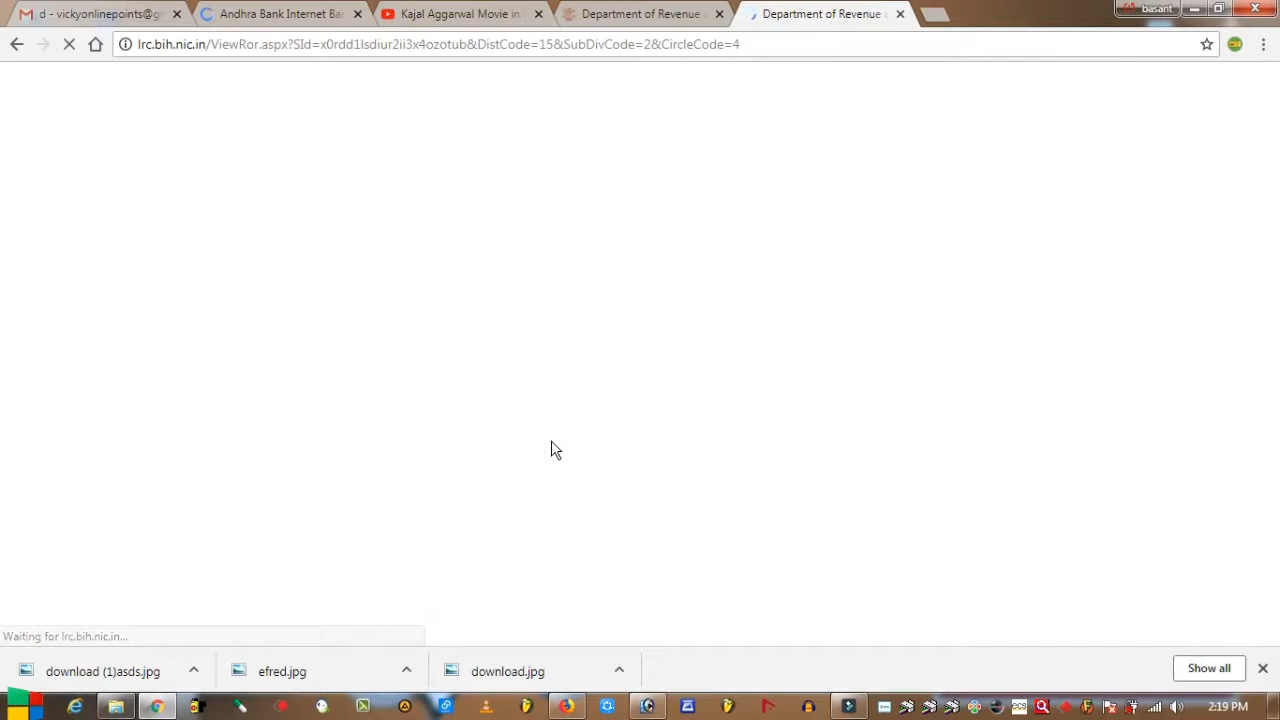 d - vickyonlinepoints@g
Andhra Bank Internet Ba
Kajal Aggarwal Movie in
Department of Revenue
Department of Revenue
basant
lrc.bih.nic.in/ViewRor.aspx?SId=x0rdd1lsdiur2ii3x4ozotub&DistCode=15&SubDivCode=2&CircleCode=4
Waiting for lrc.bih.nic.in...
download (1)asds.jpg
efred.jpg
download.jpg
Show all
ecs
2:19 PM